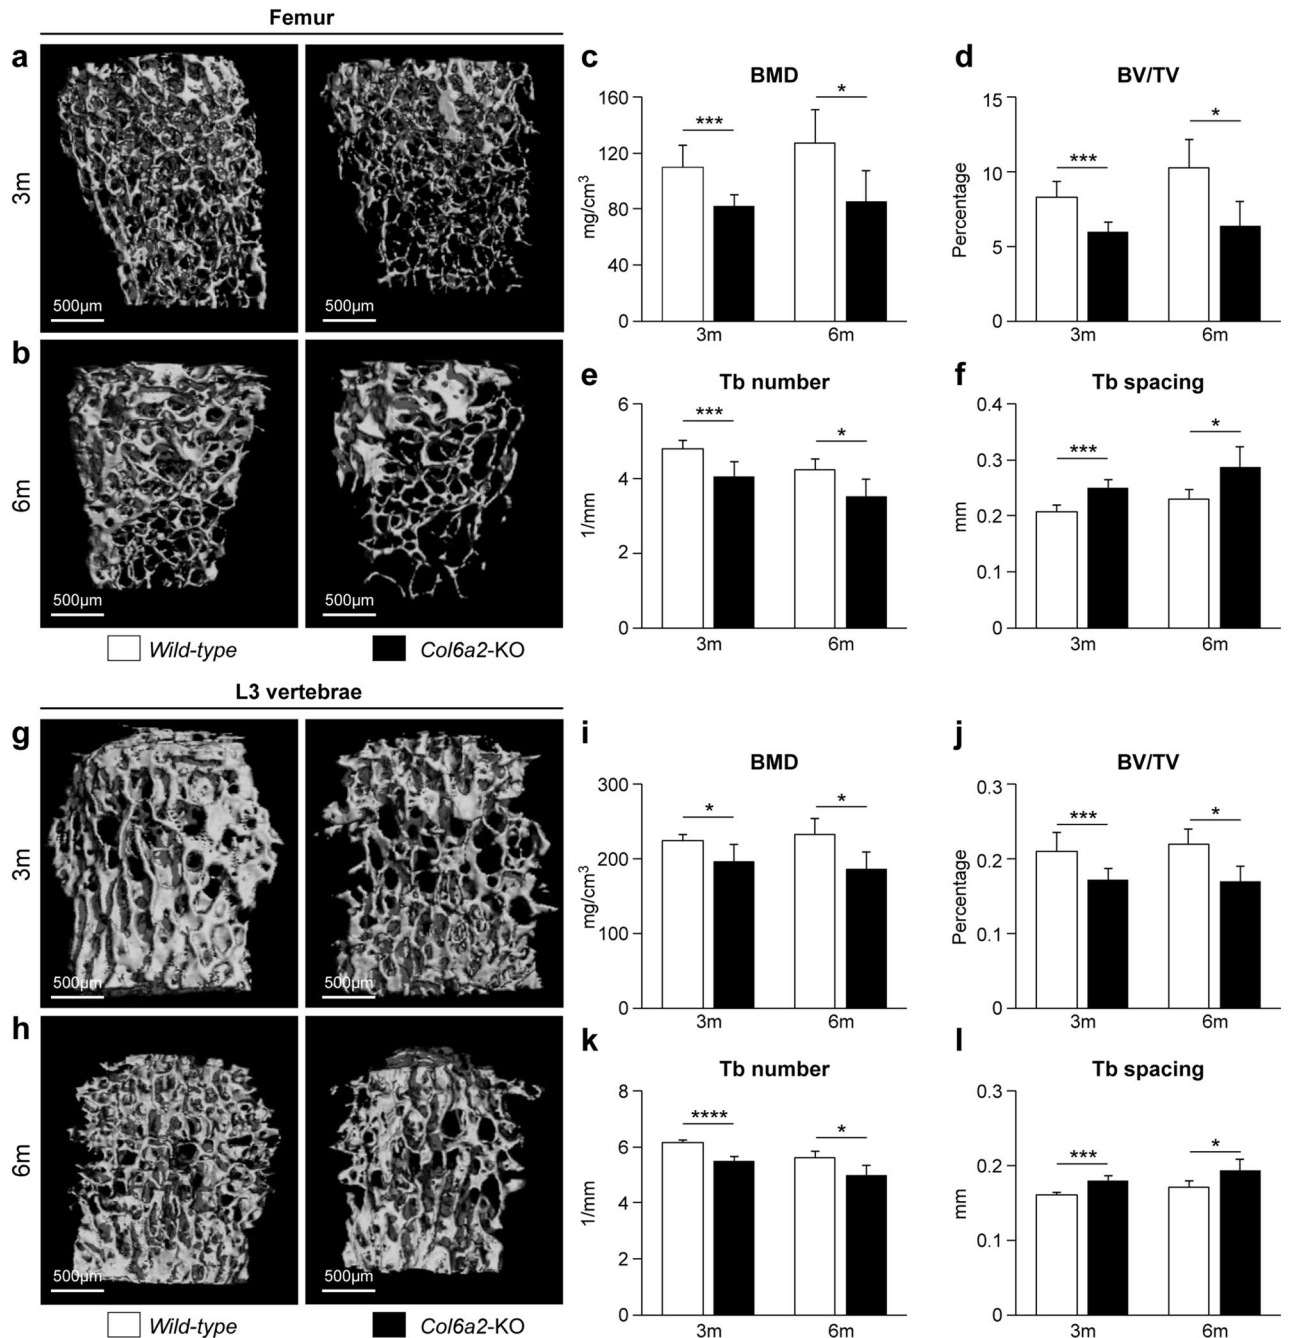 Femur
a
3m
500µm
500µm
b
6m
500µm
500µm
Wild-type
Col6a2-KO
c
BMD
mg/cm3
160
120
80
40
0
***
*
3m
6m
d
BV/TV
Percentage
15
10
5
0
***
*
3m
6m
e
Tb number
1/mm
6
4
2
0
***
*
3m
6m
f
Tb spacing
mm
0.4
0.3
0.2
0.1
0
***
*
3m
6m
L3 vertebrae
g
3m
500µm
500µm
h
6m
500µm
500µm
Wild-type
Col6a2-KO
i
BMD
mg/cm3
300
200
100
0
*
*
3m
6m
j
BV/TV
Percentage
0.3
0.2
0.1
0
***
*
3m
6m
k
Tb number
1/mm
8
6
4
2
0
****
*
3m
6m
l
Tb spacing
mm
0.3
0.2
0.1
0
***
*
3m
6m